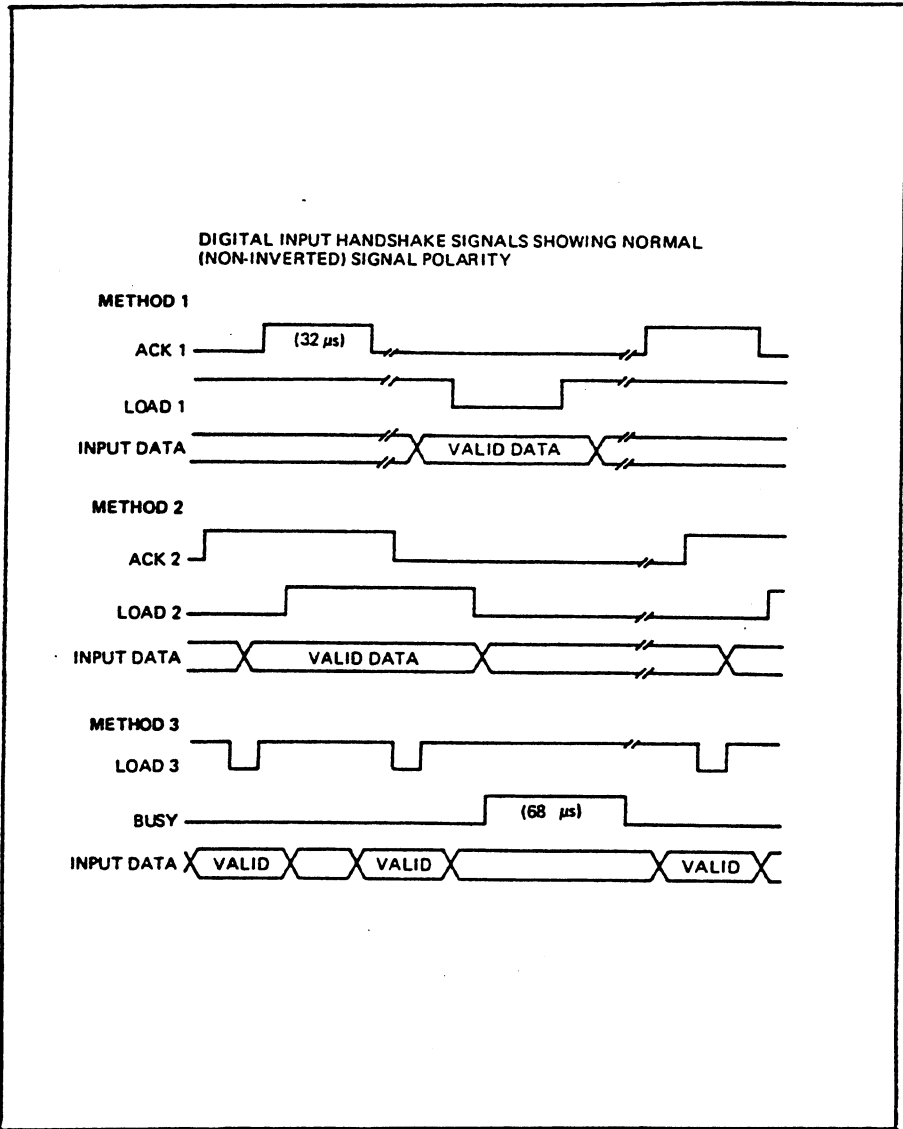 DIGITAL INPUT HANDSHAKE SIGNALS SHOWING NORMAL
(NON-INVERTED) SIGNAL POLARITY
METHOD 1
ACK 1
(32 µs)
LOAD 1
INPUT DATA
VALID DATA
METHOD 2
ACK 2
LOAD 2
INPUT DATA
VALID DATA
METHOD 3
LOAD 3
BUSY
(68 µs)
INPUT DATA
VALID
VALID
VALID